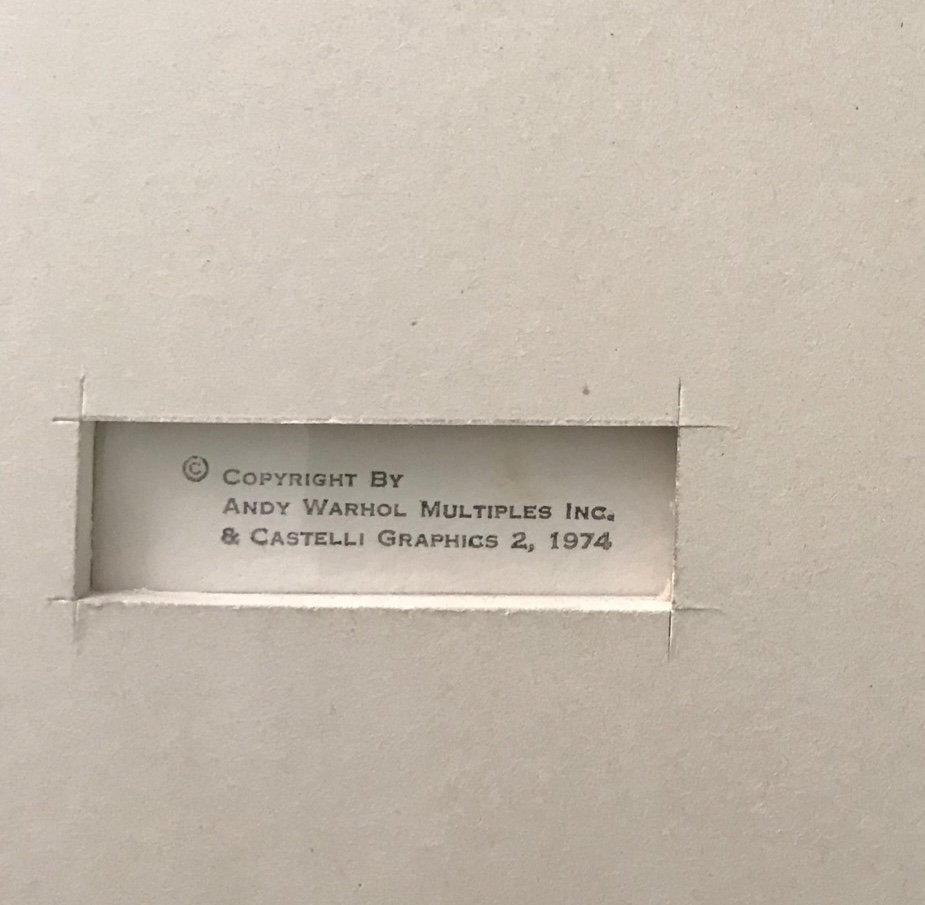 © Copyright By
Andy Warhol Multiples Inc.
& Castelli Graphics 2, 1974